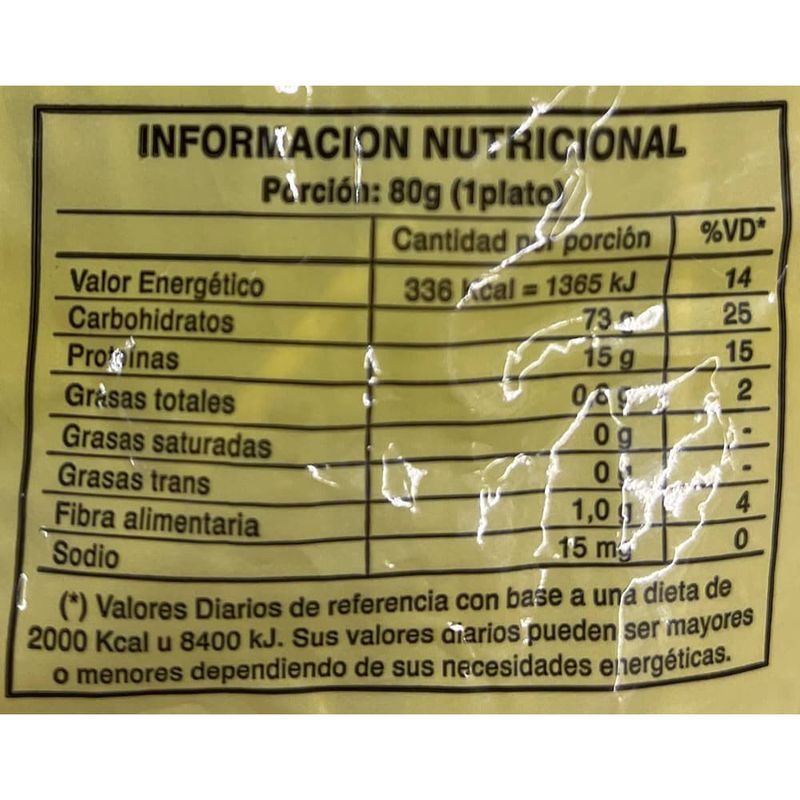 INFORMACION NUTRICIONAL
Porción: 80g (1plato)
Cantidad por porción %VD*
Valor Energético 336 Kcal = 1365 kJ 14
Carbohidratos 73 g 25
Proteinas 15 g 15
Grasas totales g 2
Grasas saturadas 0 g -
Grasas trans 0 g -
Fibra alimentaria 1,0 g 4
Sodio 15 mg 0
(*) Valores Diarios de referencia con base a una dieta de
2000 Kcal u 8400 kJ. Sus valores diarios pueden ser mayores
o menores dependiendo de sus necesidades energéticas.